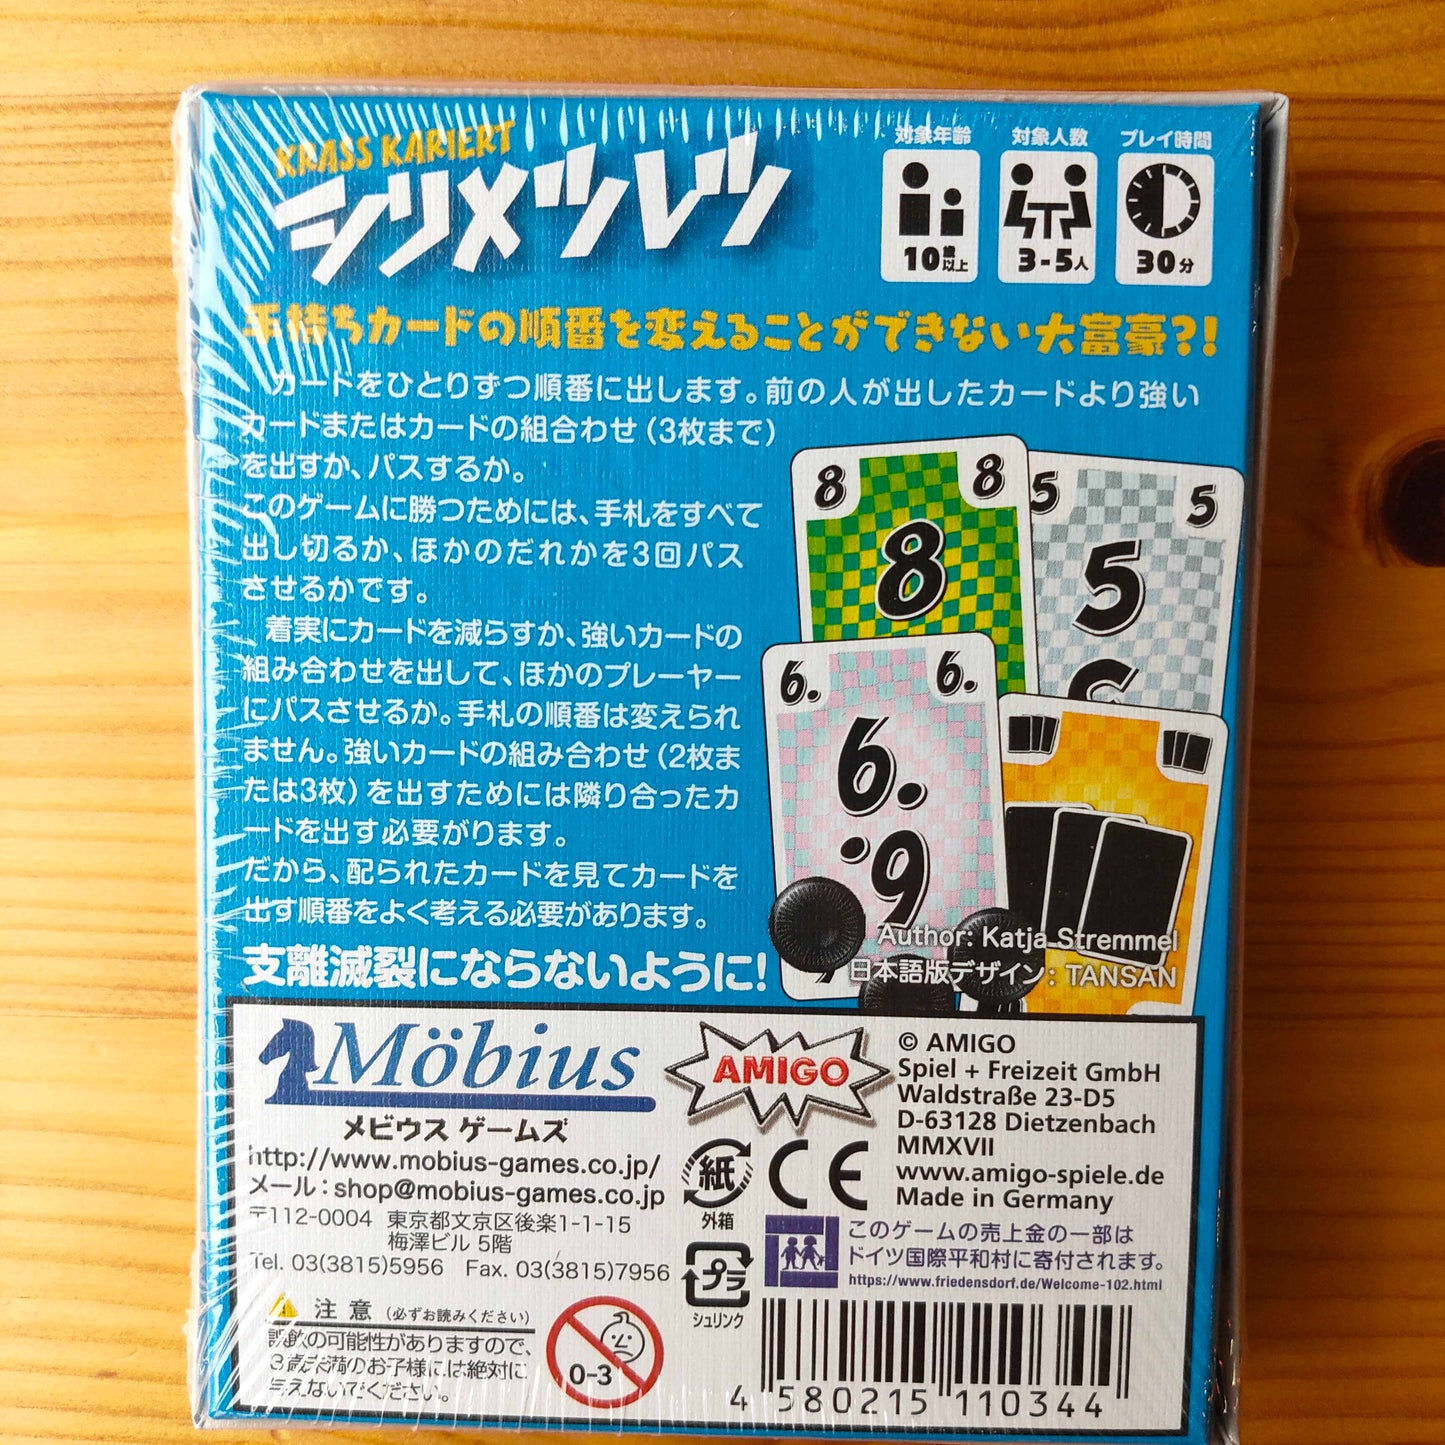 KRASS KARIERT
シリメツレツ
対象年齢 対象人数 プレイ時間
10歳以上 3-5人 30分
手持ちカードの順番を変えることができない大富豪?!
カードをひとりずつ順番に出します。前の人が出したカードより強い
カードまたはカードの組合わせ（3枚まで）
を出すか、パスするか。
このゲームに勝つためには、手札をすべて
出し切るか、ほかのだれかを3回パス
させるかです。
着実にカードを減らすか、強いカードの
組み合わせを出して、ほかのプレーヤー
にパスさせるか。手札の順番は変えられ
ません。強いカードの組み合わせ（2枚ま
たは3枚）を出すためには隣り合ったカ
ードを出す必要がります。
だから、配られたカードを見てカードを
出す順番をよく考える必要があります。
支離滅裂にならないように!
8 8
8
5 5
5
6
6. 6.
6.
9.
Author: Katja Stremmel
日本語版デザイン: TANSAN
Möbius
メビウス ゲームズ
http://www.mobius-games.co.jp/
メール：shop@mobius-games.co.jp
〒112-0004 東京都文京区後楽1-1-15
梅澤ビル 5階
Tel. 03(3815)5956 Fax. 03(3815)7956
注意（必ずお読みください）
誤飲の可能性がありますので、
3歳未満のお子様には絶対に
与えないでください。
0-3
AMIGO
© AMIGO
Spiel + Freizeit GmbH
Waldstraße 23-D5
D-63128 Dietzenbach
MMXVII
www.amigo-spiele.de
Made in Germany
紙
外箱
CE
プラ
シュリンク
このゲームの売上金の一部は
ドイツ国際平和村に寄付されます。
https://www.friedensdorf.de/Welcome-102.html
4 580215 110344